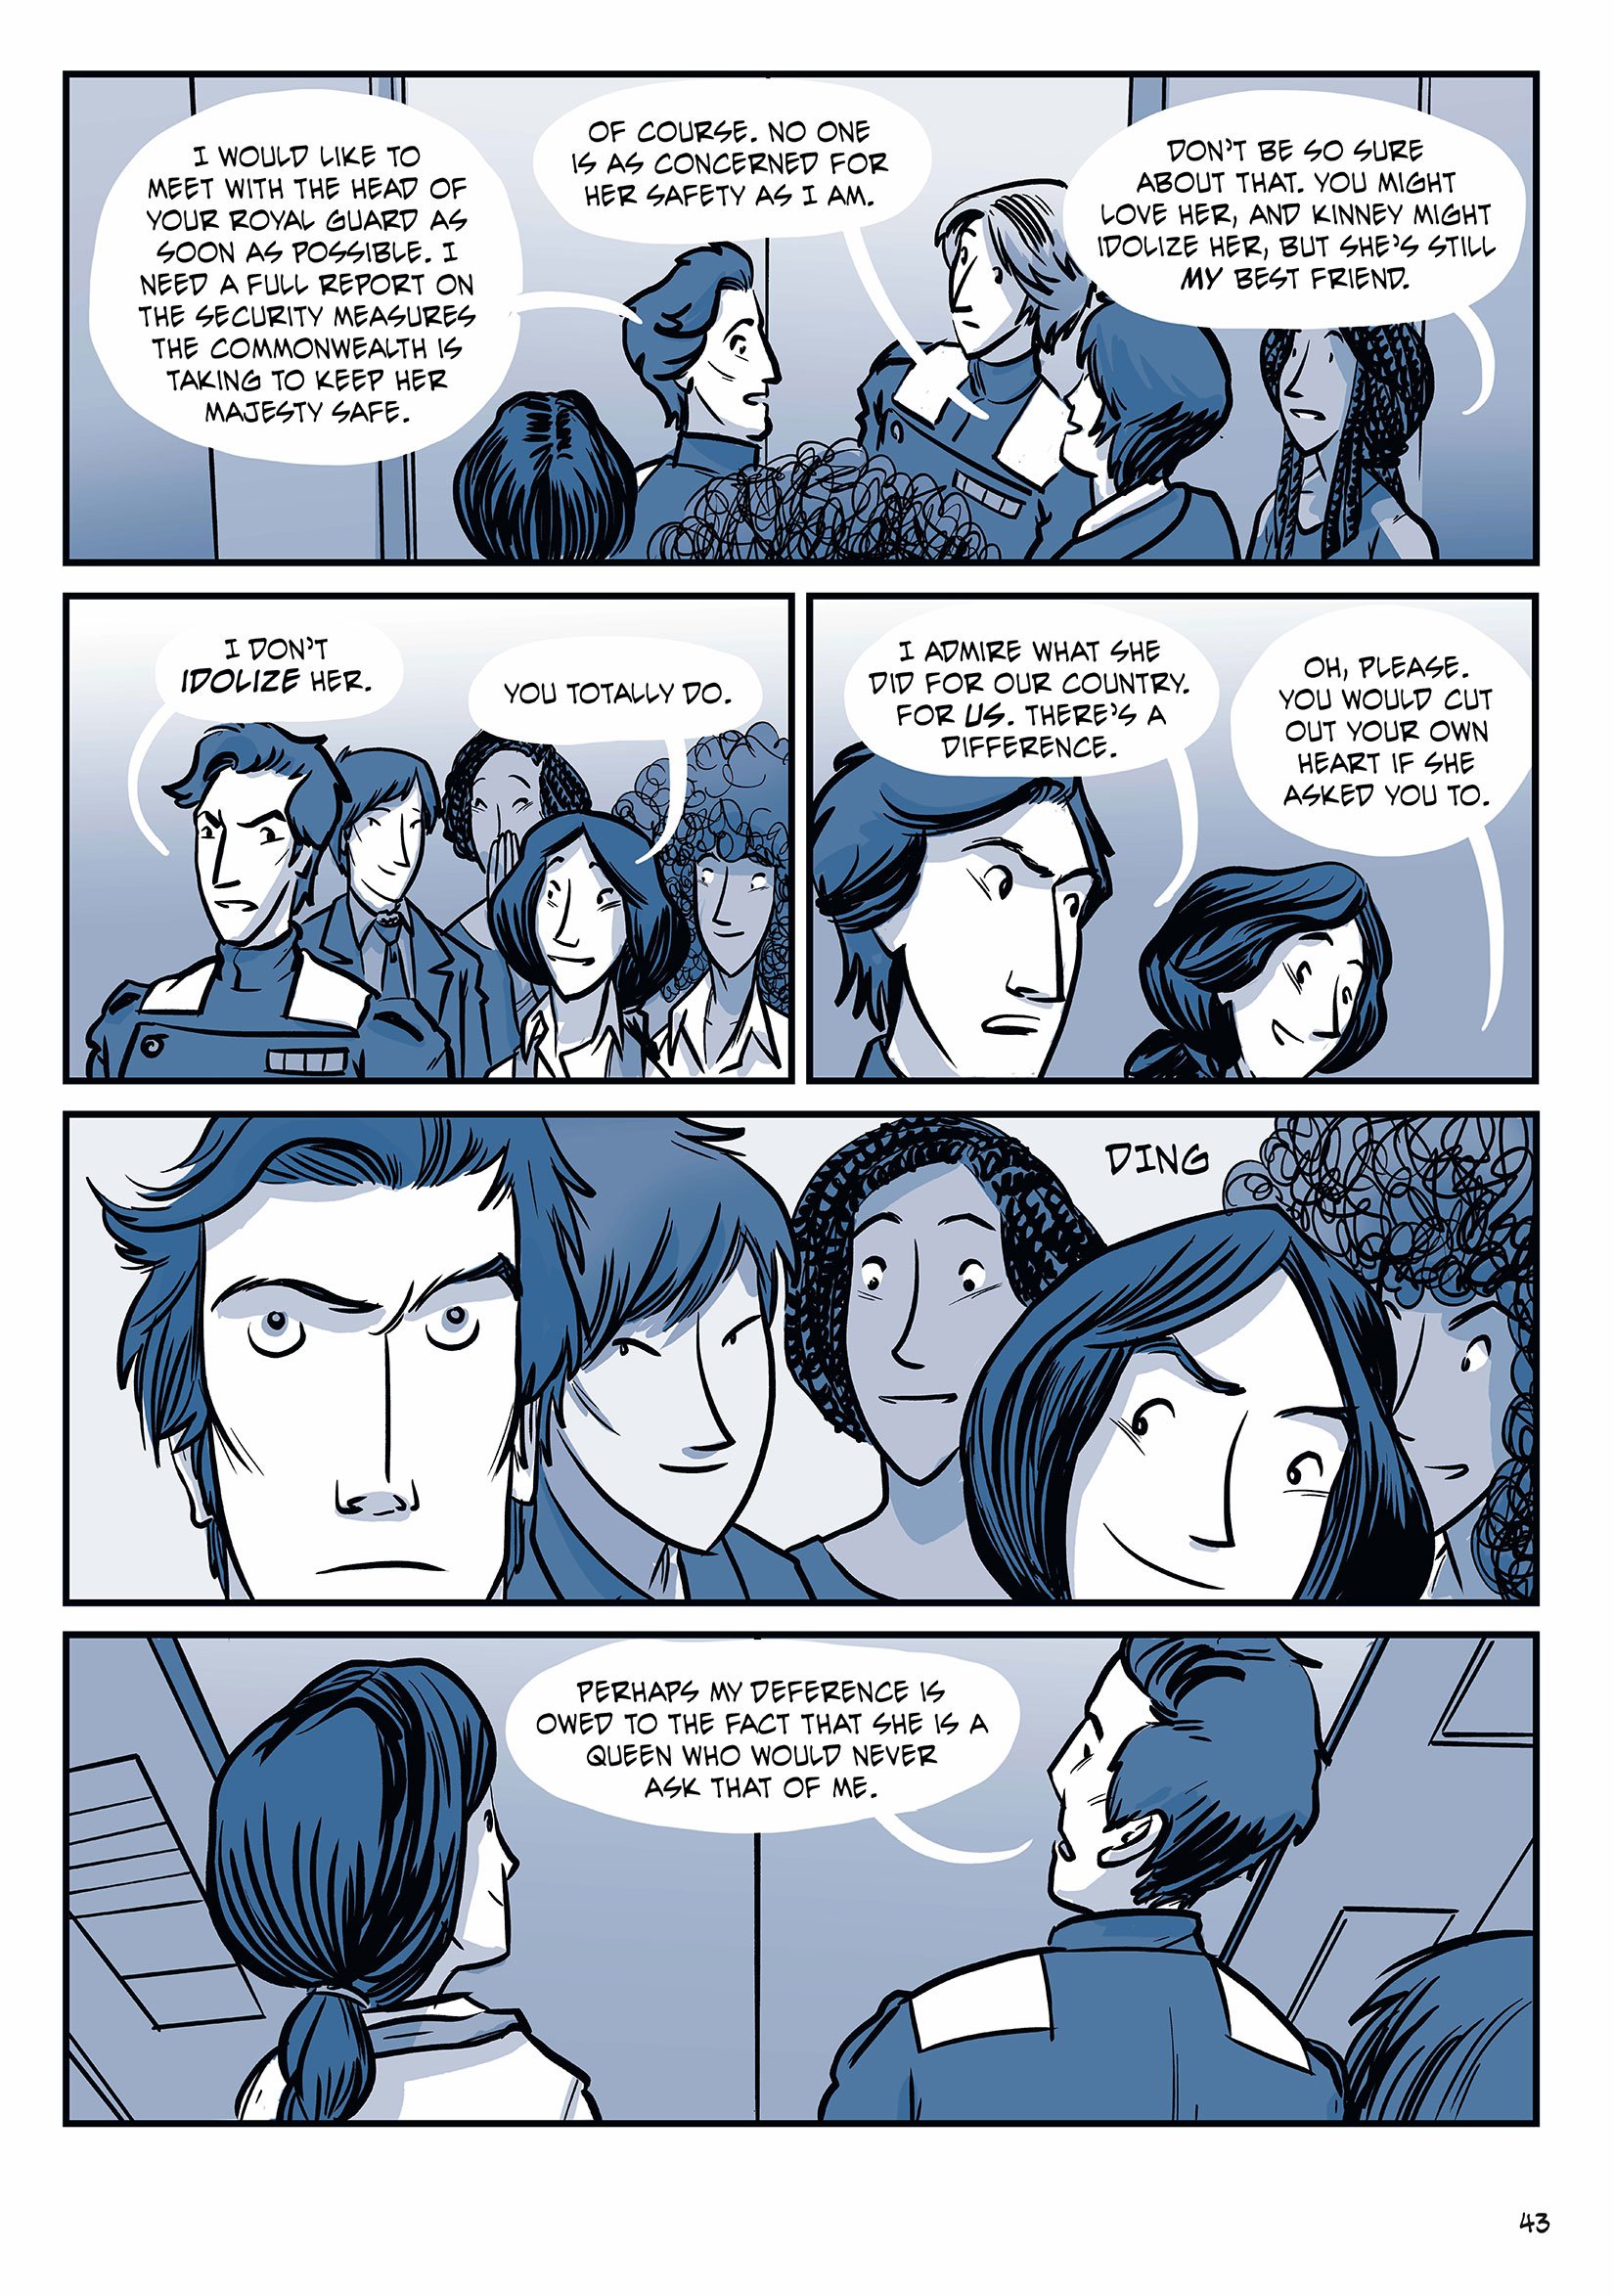 I WOULD LIKE TO
MEET WITH THE HEAD OF
YOUR ROYAL GUARD AS
SOON AS POSSIBLE. I
NEED A FULL REPORT ON
THE SECURITY MEASURES
THE COMMONWEALTH IS
TAKING TO KEEP HER
MAJESTY SAFE.
OF COURSE. NO ONE
IS AS CONCERNED FOR
HER SAFETY AS I AM.
DON'T BE SO SURE
ABOUT THAT. YOU MIGHT
LOVE HER, AND KINNEY MIGHT
IDOLIZE HER, BUT SHE'S STILL
MY BEST FRIEND.
I DON'T
IDOLIZE HER.
YOU TOTALLY DO.
I ADMIRE WHAT SHE
DID FOR OUR COUNTRY.
FOR US. THERE'S A
DIFFERENCE.
OH, PLEASE.
YOU WOULD CUT
OUT YOUR OWN
HEART IF SHE
ASKED YOU TO.
DING
PERHAPS MY DEFERENCE IS
OWED TO THE FACT THAT SHE IS A
QUEEN WHO WOULD NEVER
ASK THAT OF ME.
43